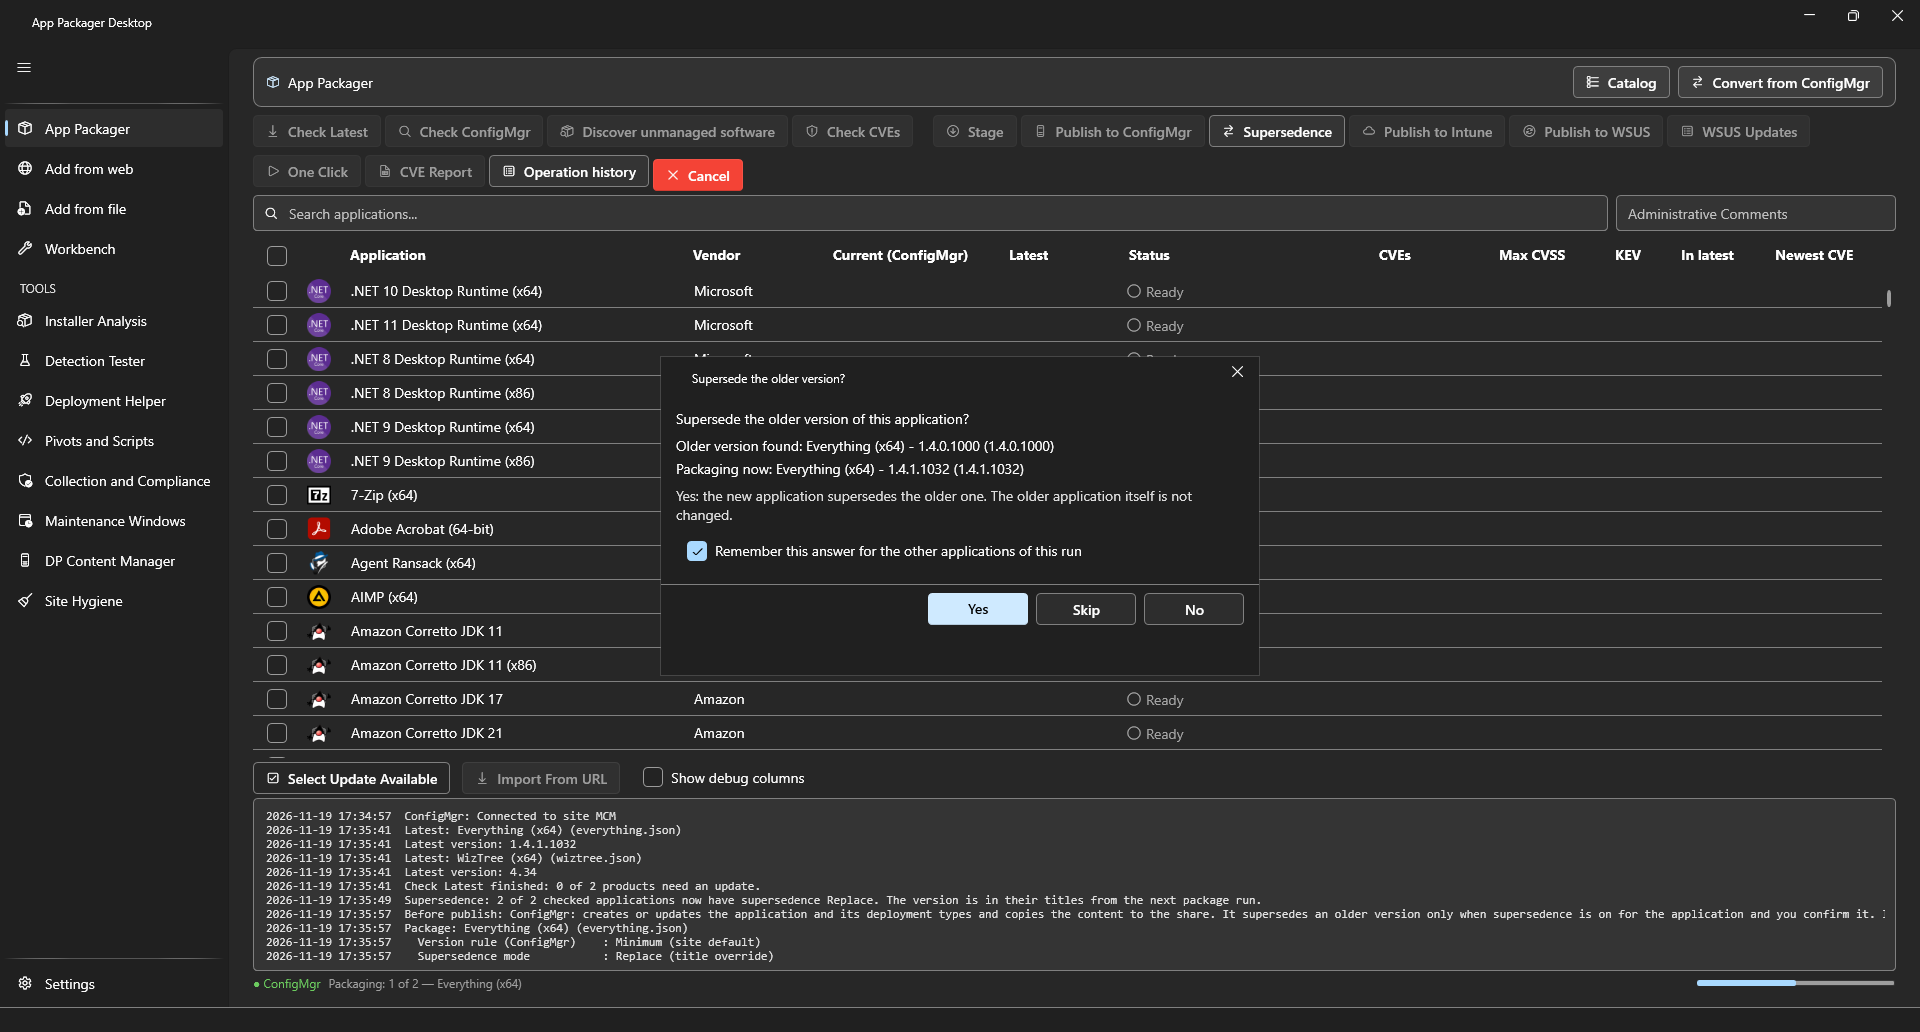 App Packager Desktop
App Packager
Catalog
Convert from ConfigMgr
App Packager
Add from web
Add from file
Workbench
TOOLS
Installer Analysis
Detection Tester
Deployment Helper
Pivots and Scripts
Collection and Compliance
Maintenance Windows
DP Content Manager
Site Hygiene
Settings
Check Latest
Check ConfigMgr
Discover unmanaged software
Check CVEs
Stage
Publish to ConfigMgr
Supersedence
Publish to Intune
Publish to WSUS
WSUS Updates
One Click
CVE Report
Operation history
Cancel
Search applications...
Administrative Comments
Application Vendor Current (ConfigMgr) Latest Status CVEs Max CVSS KEV In latest Newest CVE
.NET 10 Desktop Runtime (x64) Microsoft Ready
.NET 11 Desktop Runtime (x64) Microsoft Ready
.NET 8 Desktop Runtime (x64)
.NET 8 Desktop Runtime (x86)
.NET 9 Desktop Runtime (x64)
.NET 9 Desktop Runtime (x86)
7-Zip (x64)
Adobe Acrobat (64-bit)
Agent Ransack (x64)
AIMP (x64)
Amazon Corretto JDK 11
Amazon Corretto JDK 11 (x86)
Amazon Corretto JDK 17 Amazon Ready
Amazon Corretto JDK 21 Amazon Ready
Supersede the older version?
Supersede the older version of this application?
Older version found: Everything (x64) - 1.4.0.1000 (1.4.0.1000)
Packaging now: Everything (x64) - 1.4.1.1032 (1.4.1.1032)
Yes: the new application supersedes the older one. The older application itself is not
changed.
Remember this answer for the other applications of this run
Yes
Skip
No
Select Update Available
Import From URL
Show debug columns
2026-11-19 17:34:57 ConfigMgr: Connected to site MCM
2026-11-19 17:35:41 Latest: Everything (x64) (everything.json)
2026-11-19 17:35:41 Latest version: 1.4.1.1032
2026-11-19 17:35:41 Latest: WizTree (x64) (wiztree.json)
2026-11-19 17:35:41 Latest version: 4.34
2026-11-19 17:35:41 Check Latest finished: 0 of 2 products need an update.
2026-11-19 17:35:49 Supersedence: 2 of 2 checked applications now have supersedence Replace. The version is in their titles from the next package run.
2026-11-19 17:35:57 Before publish: ConfigMgr: creates or updates the application and its deployment types and copies the content to the share. It supersedes an older version only when supersedence is on for the application and you confirm it.
2026-11-19 17:35:57 Package: Everything (x64) (everything.json)
2026-11-19 17:35:57 Version rule (ConfigMgr) : Minimum (site default)
2026-11-19 17:35:57 Supersedence mode : Replace (title override)
ConfigMgr Packaging: 1 of 2 — Everything (x64)